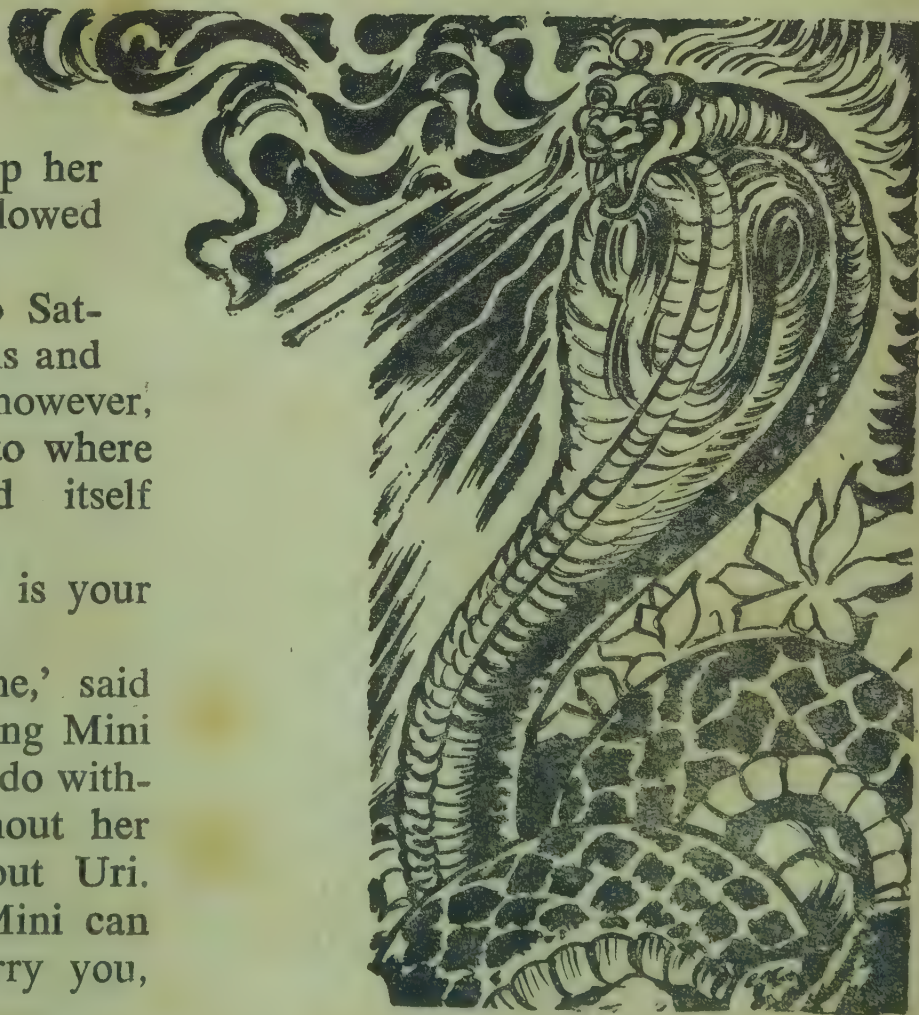 p her
lowed
Sat-
s and
however,
to where
d itself
is your
ne,' said
ng Mini
do with-
hout her
out Uri.
Mini can
rry you,